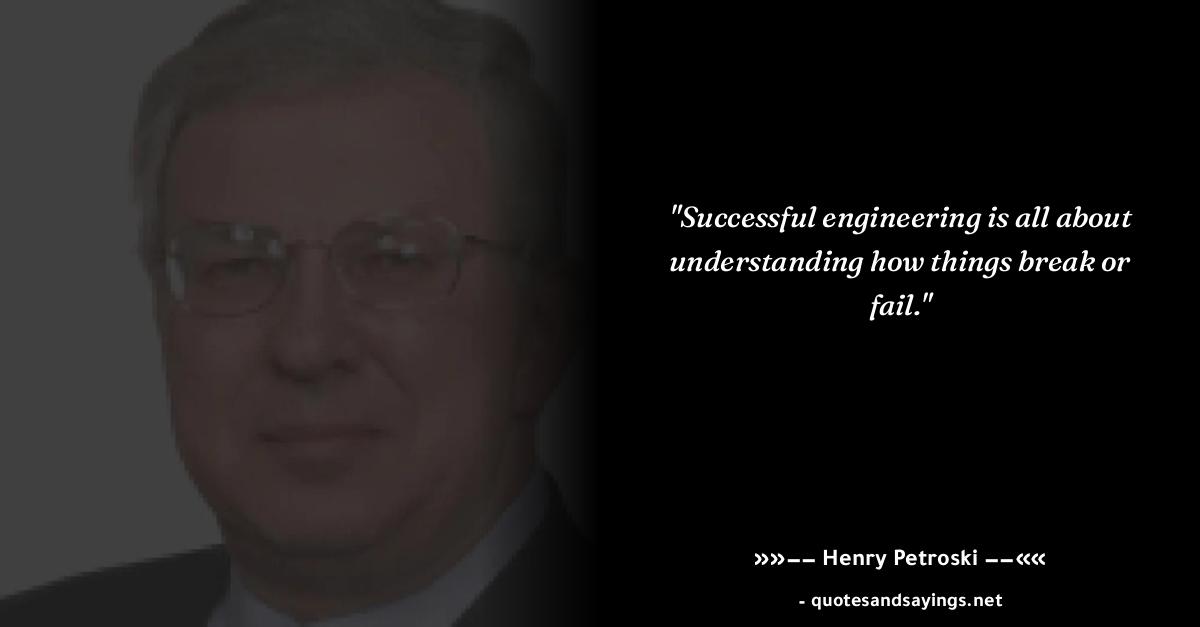 "Successful engineering is all about
understanding how things break or
fail."
»»−− Henry Petroski −−««
- quotesandsayings.net